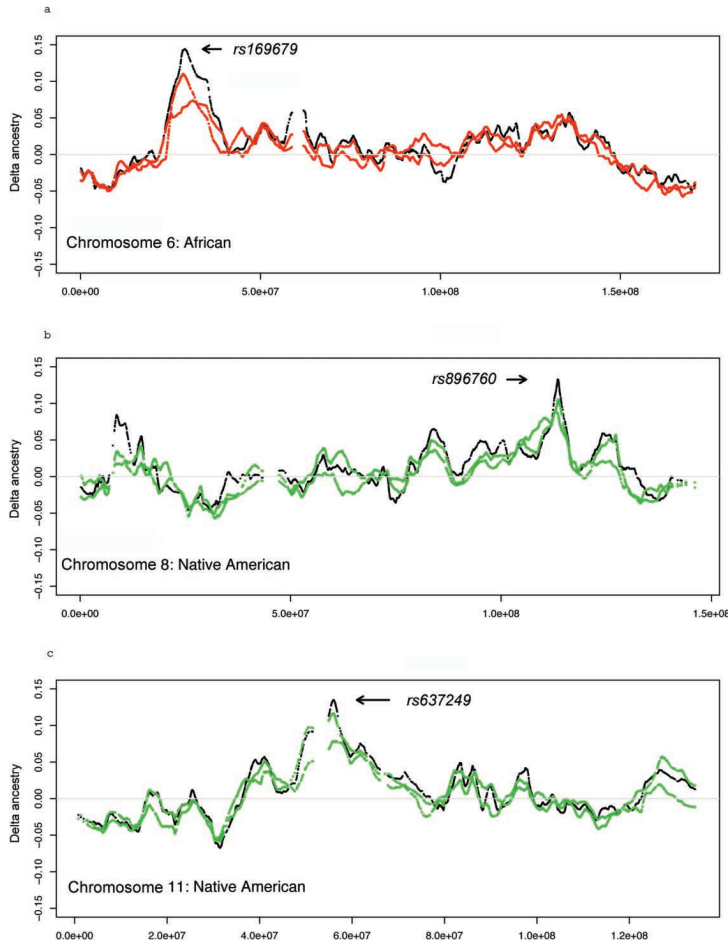 a
0.15
0.10
0.05
0.00
−0.05
−0.10
−0.15
Delta ancestry
rs169679
Chromosome 6: African
0.0e+00 5.0e+07 1.0e+08 1.5e+08
b
0.15
0.10
0.05
0.00
−0.05
−0.10
−0.15
Delta ancestry
rs896760
Chromosome 8: Native American
0.0e+00 5.0e+07 1.0e+08 1.5e+08
c
0.15
0.10
0.05
0.00
−0.05
−0.10
−0.15
Delta ancestry
rs637249
Chromosome 11: Native American
0.0e+00 2.0e+07 4.0e+07 6.0e+07 8.0e+07 1.0e+08 1.2e+08